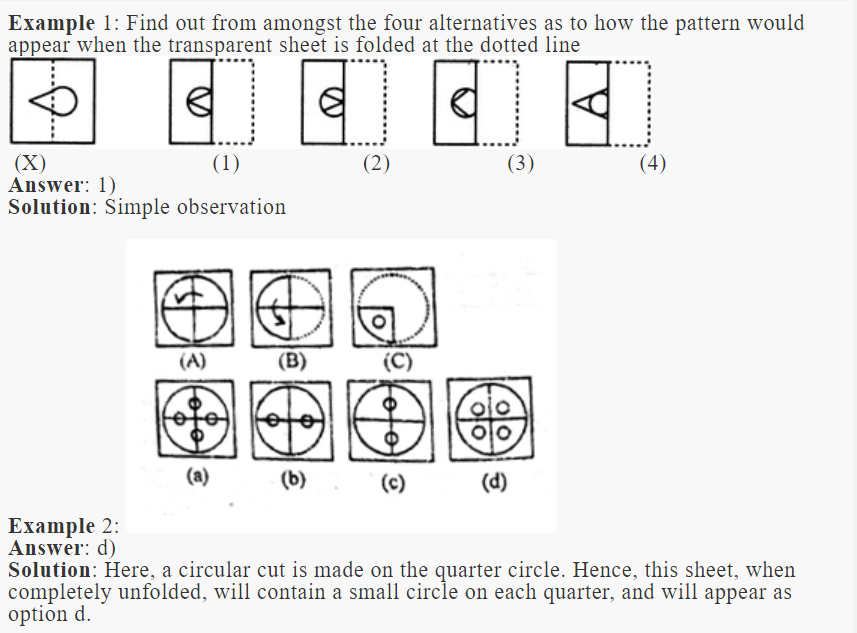 Example 1: Find out from amongst the four alternatives as to how the pattern would
appear when the transparent sheet is folded at the dotted line
(X) (1) (2) (3) (4)
Answer: 1)
Solution: Simple observation
(A) (B) (C)
(a) (b) (c) (d)
Example 2:
Answer: d)
Solution: Here, a circular cut is made on the quarter circle. Hence, this sheet, when
completely unfolded, will contain a small circle on each quarter, and will appear as
option d.